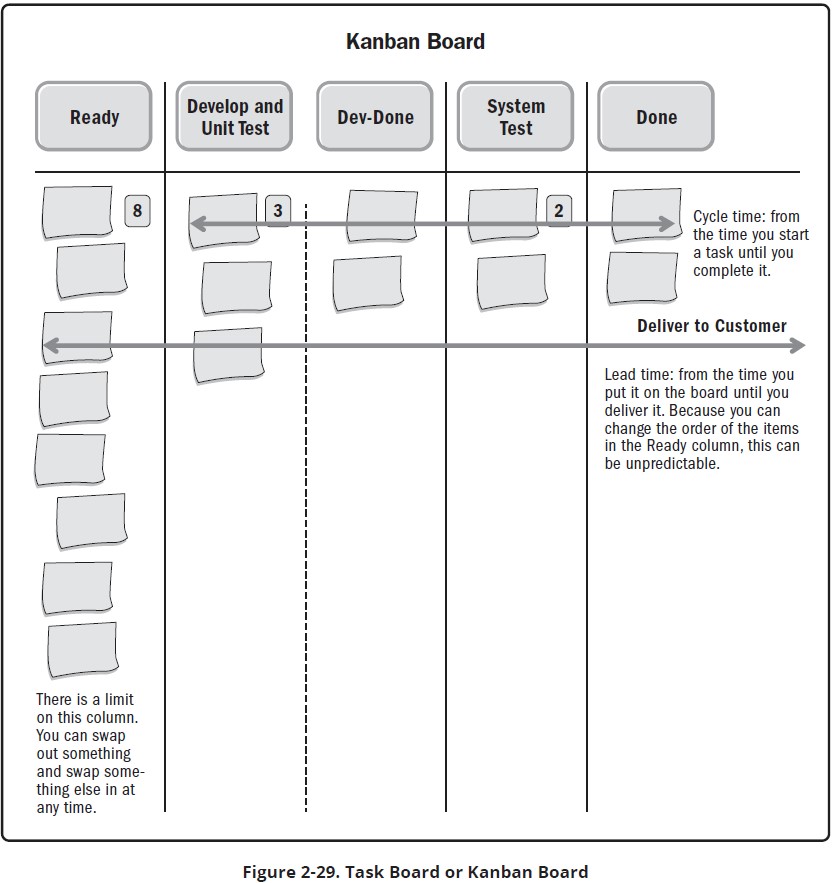 Kanban Board
Ready
Develop and
Unit Test
Dev-Done
System
Test
Done
8
3
2
Cycle time: from
the time you start
a task until you
complete it.
Deliver to Customer
Lead time: from the time you
put it on the board until you
deliver it. Because you can
change the order of the items
in the Ready column, this can
be unpredictable.
There is a limit
on this column.
You can swap
out something
and swap some-
thing else in at
any time.
Figure 2-29. Task Board or Kanban Board